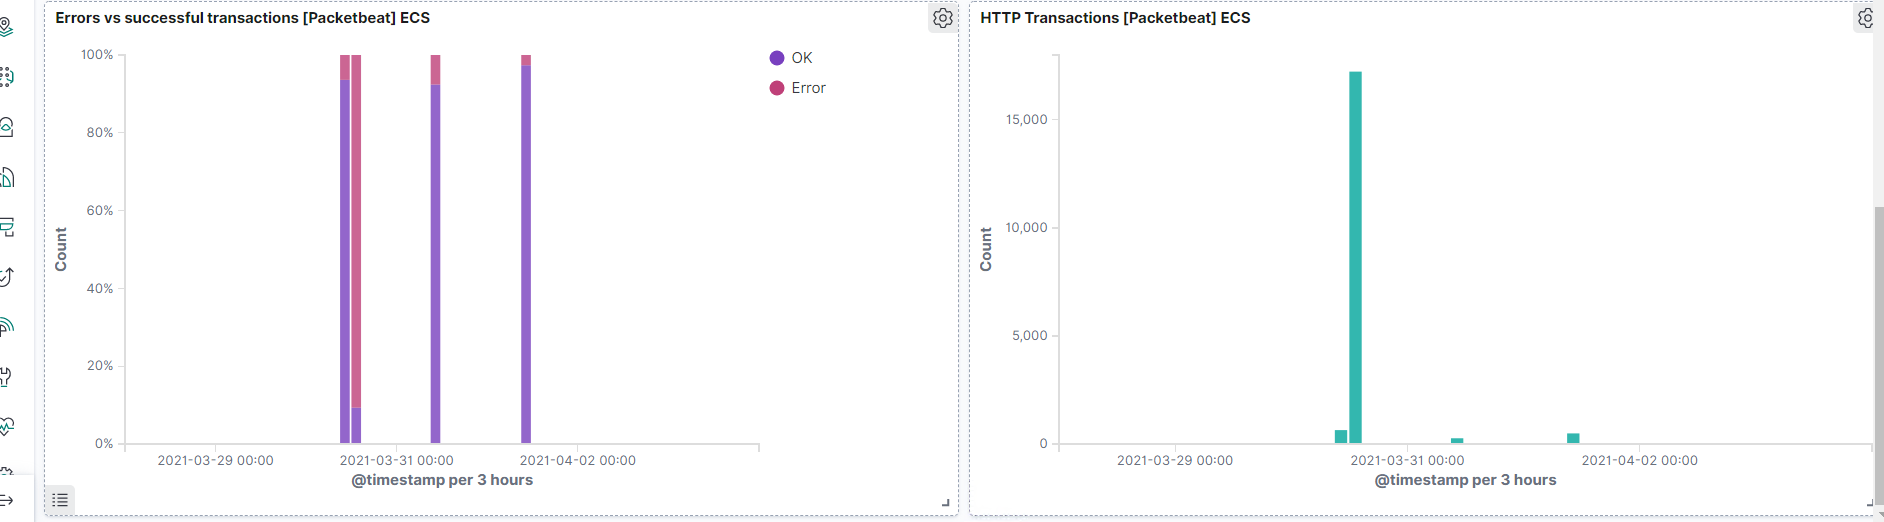 Errors vs successful transactions [Packetbeat] ECS
100%
80%
60%
40%
20%
0%
Count
2021-03-29 00:00
2021-03-31 00:00
2021-04-02 00:00
@timestamp per 3 hours
OK
Error
HTTP Transactions [Packetbeat] ECS
15,000
10,000
5,000
0
Count
2021-03-29 00:00
2021-03-31 00:00
2021-04-02 00:00
@timestamp per 3 hours